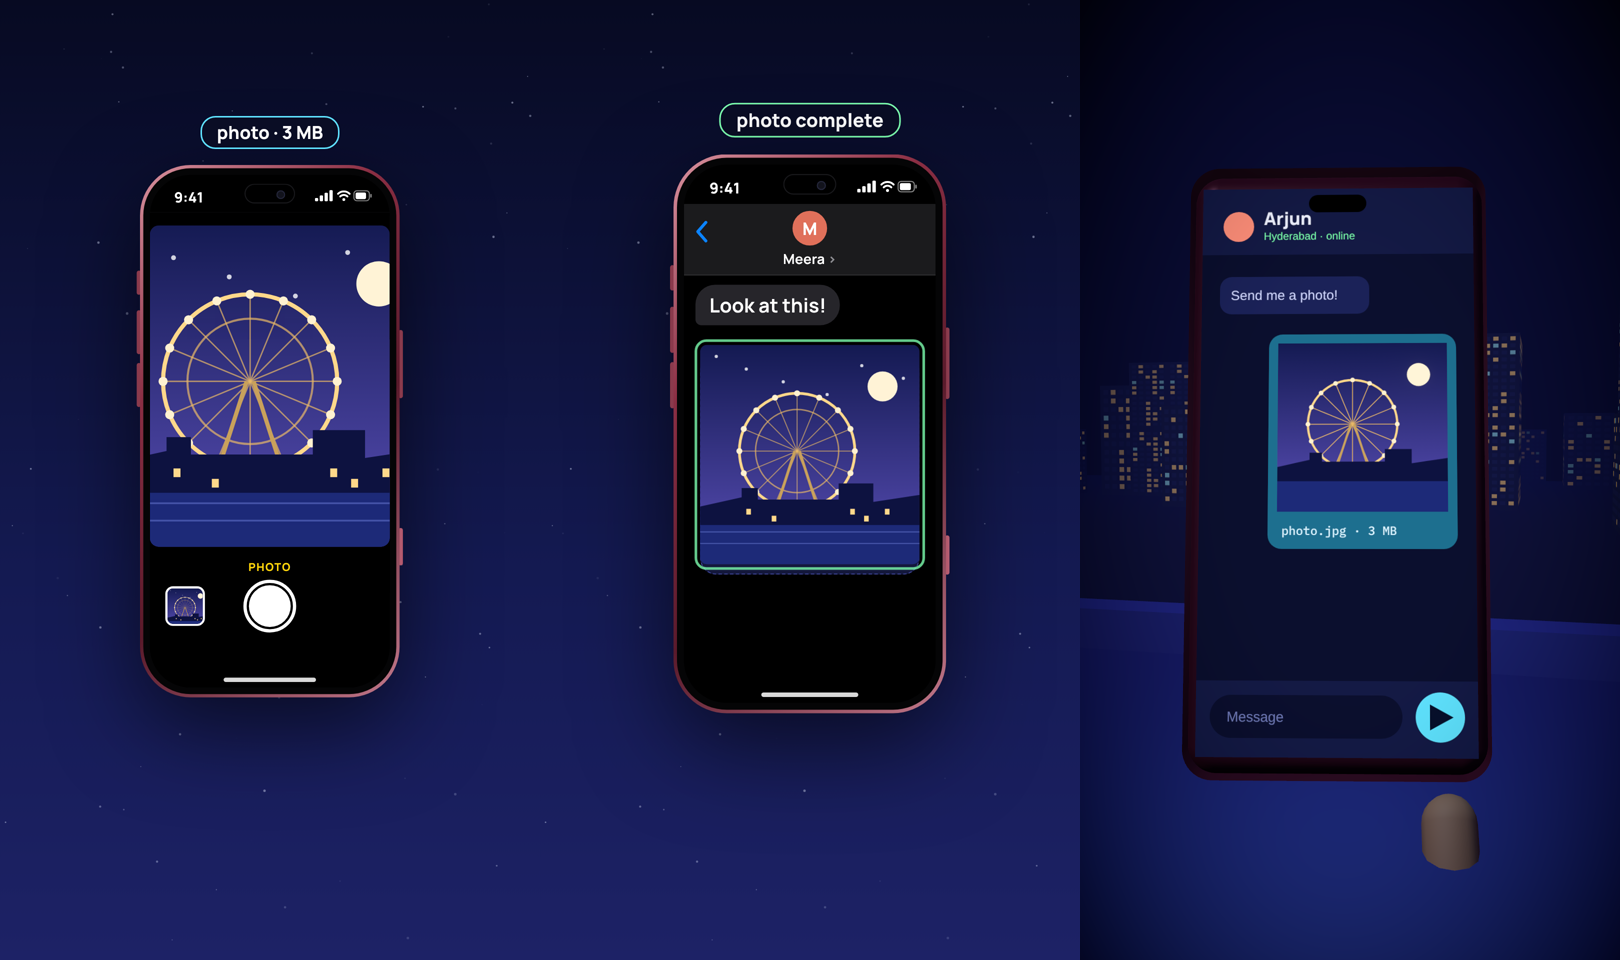 photo · 3 MB
9:41
PHOTO
photo complete
9:41
M
Meera ›
Look at this!
Arjun
Hyderabad · online
Send me a photo!
photo.jpg · 3 MB
Message